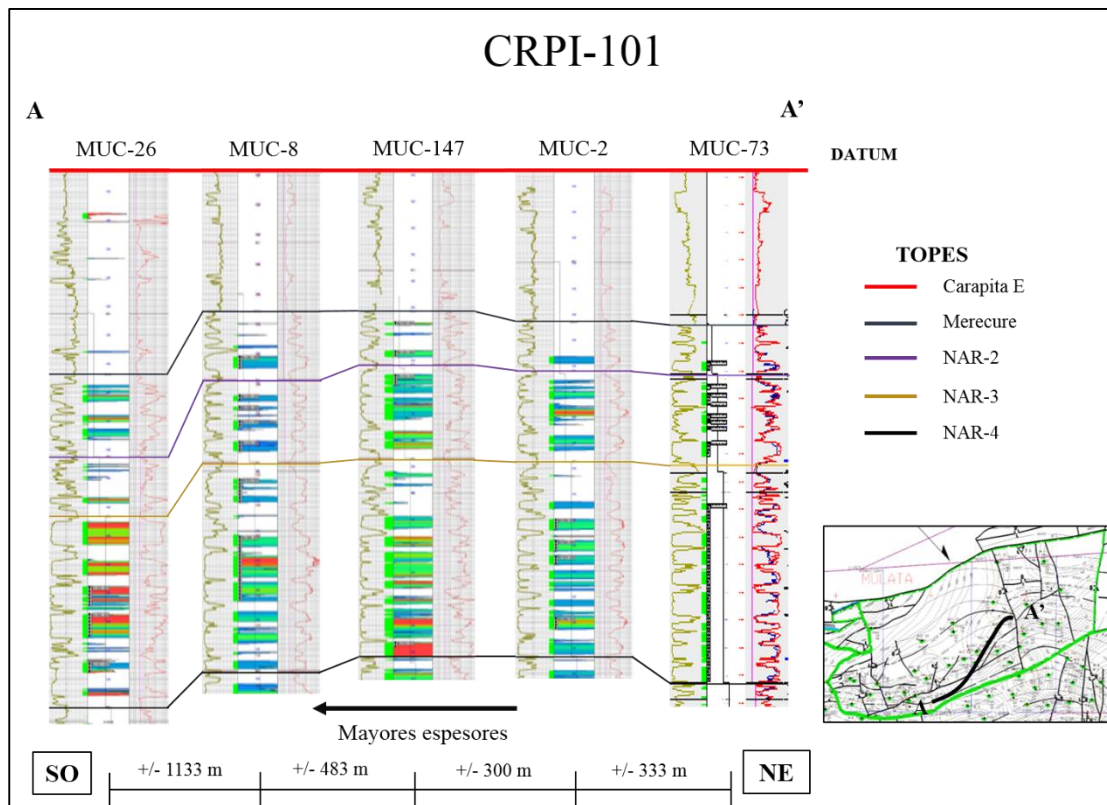 CRPI-101
A
A’
MUC-26
MUC-8
MUC-147
MUC-2
MUC-73
DATUM
TOPES
Carapita E
Merecure
NAR-2
NAR-3
NAR-4
MULATA
A'
A
Mayores espesores
SO
+/- 1133 m
+/- 483 m
+/- 300 m
+/- 333 m
NE